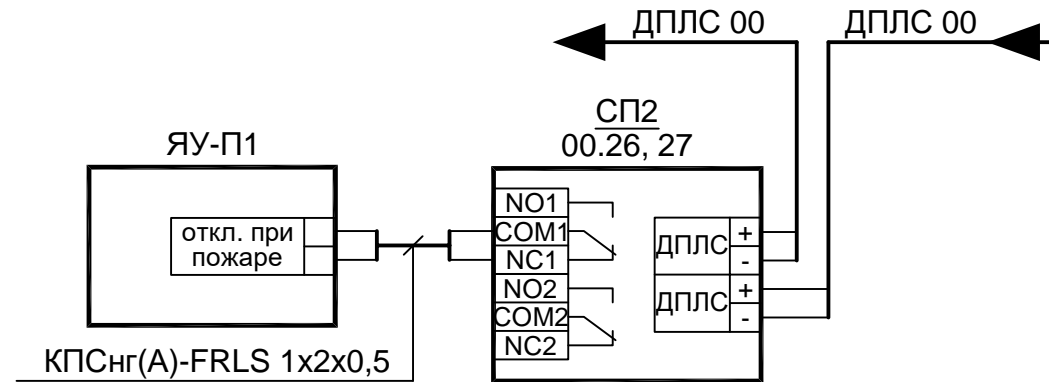 ДПЛС 00
ДПЛС 00
СП2
00.26, 27
ЯУ-П1
откл. при
пожаре
NO1
COM1
NC1
NO2
COM2
NC2
ДПЛС
+
-
ДПЛС
+
-
КПСнг(А)-FRLS 1х2х0,5